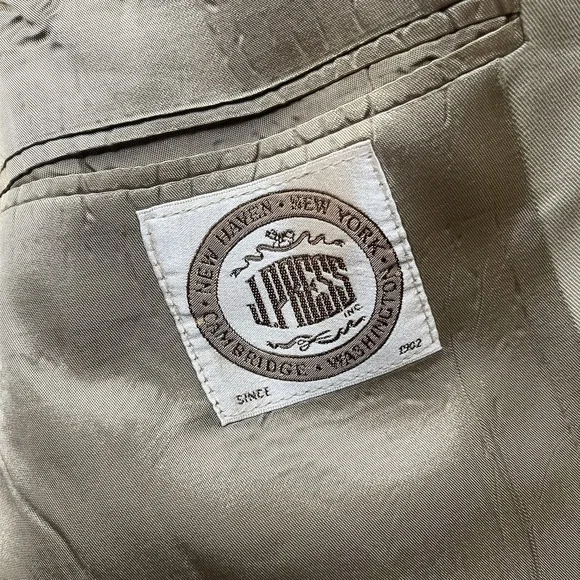 NEW HAVEN · NEW YORK ·
J.PRESS
INC.
CAMBRIDGE · WASHINGTON
SINCE 1902